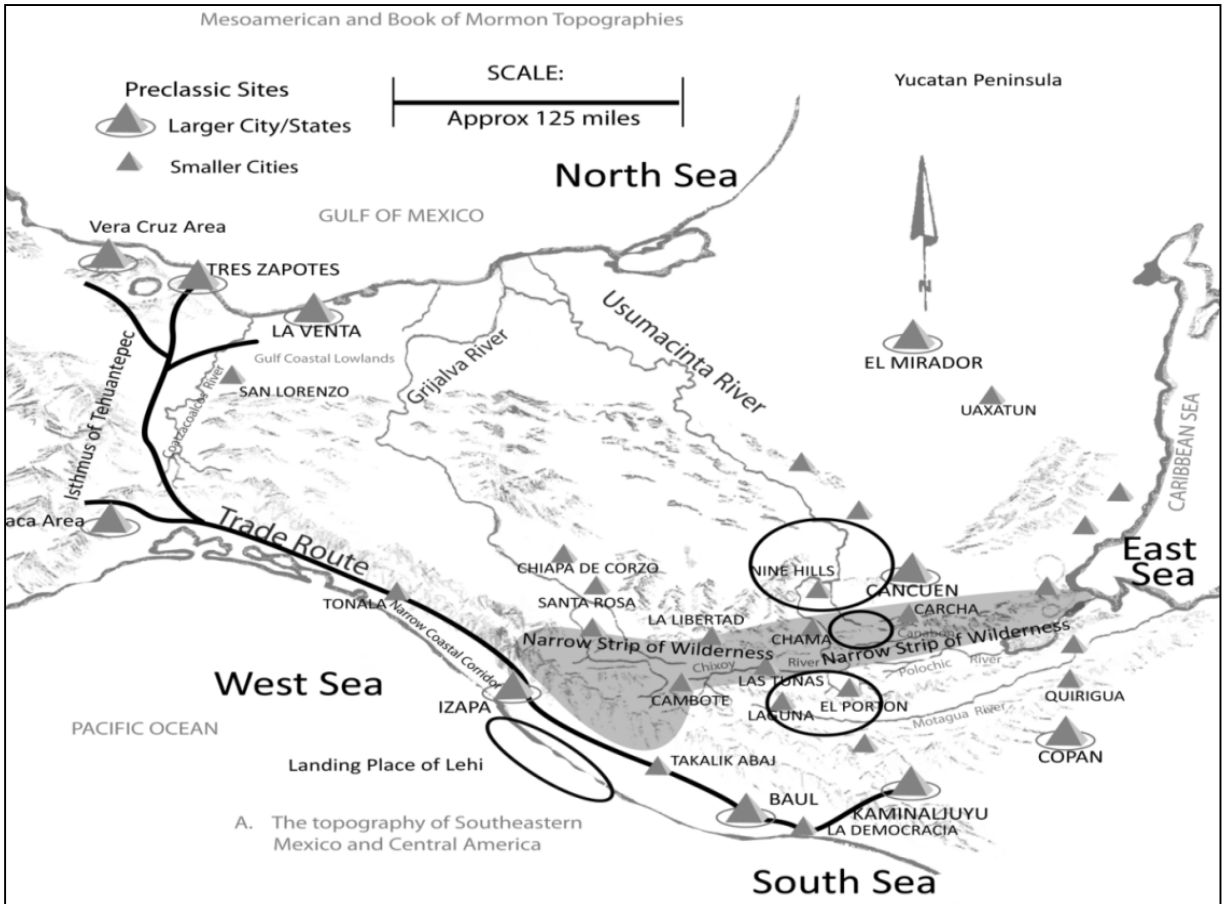 Mesoamerican and Book of Mormon Topographies
SCALE:
Approx 125 miles
Yucatan Peninsula
Preclassic Sites
Larger City/States
Smaller Cities
North Sea
GULF OF MEXICO
Vera Cruz Area
TRES ZAPOTES
LA VENTA
Gulf Coastal Lowlands
SAN LORENZO
Isthmus of Tehuantepec
Coatzacoalcos River
Grijalva River
Usumacinta River
N
EL MIRADOR
UAXATUN
CARIBBEAN SEA
aca Area
Trade Route
TONALA
Narrow Coastal Corridor
CHIAPA DE CORZO
SANTA ROSA
LA LIBERTAD
NINE HILLS
CANCUEN
CARCHA
East
Sea
Narrow Strip of Wilderness
CHAMA
Narrow Strip of Wilderness
Chixoy
River
Polochic River
LAS TUNAS
West Sea
IZAPA
CAMBOTE
LAGUNA
EL PORTON
QUIRIGUA
Motagua River
PACIFIC OCEAN
COPAN
Landing Place of Lehi
TAKALIK ABAJ
BAUL
KAMINALJUYU
LA DEMOCRACIA
A. The topography of Southeastern
Mexico and Central America
South Sea